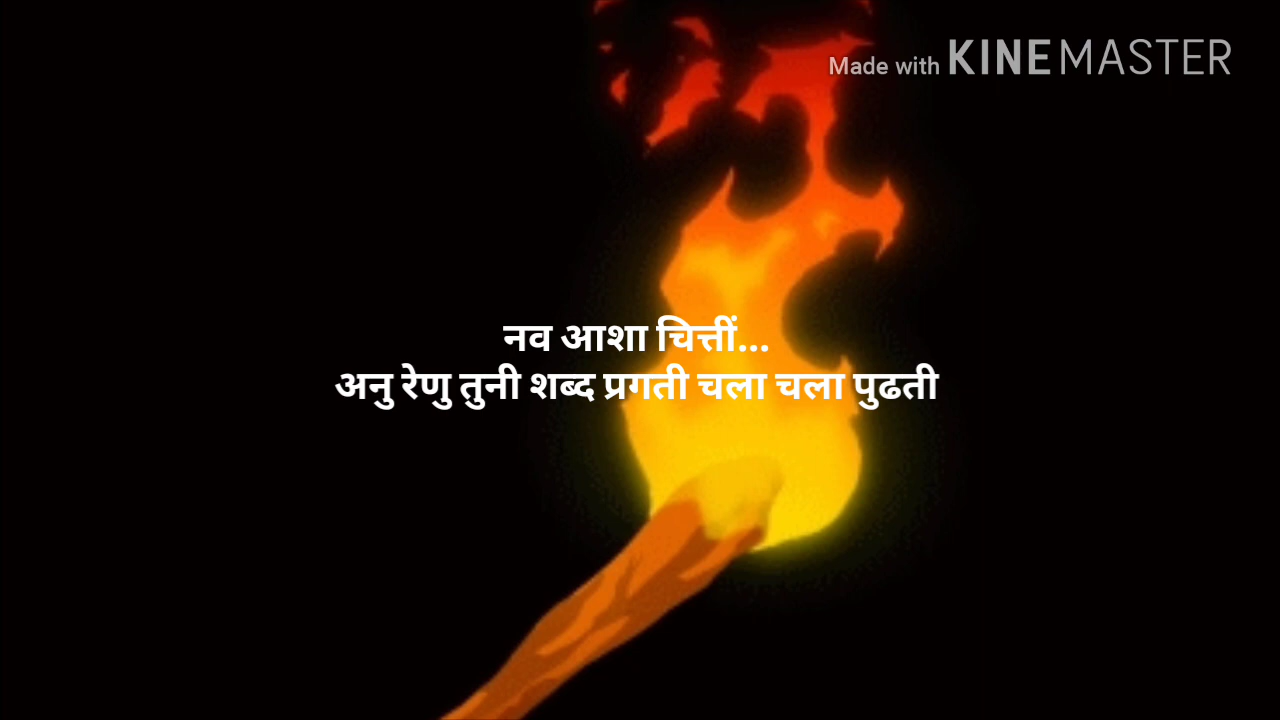 Made with KINEMASTER
नव आशा चित्तीं...
अनु रेणु तुनी शब्द प्रगती चला चला पुढती